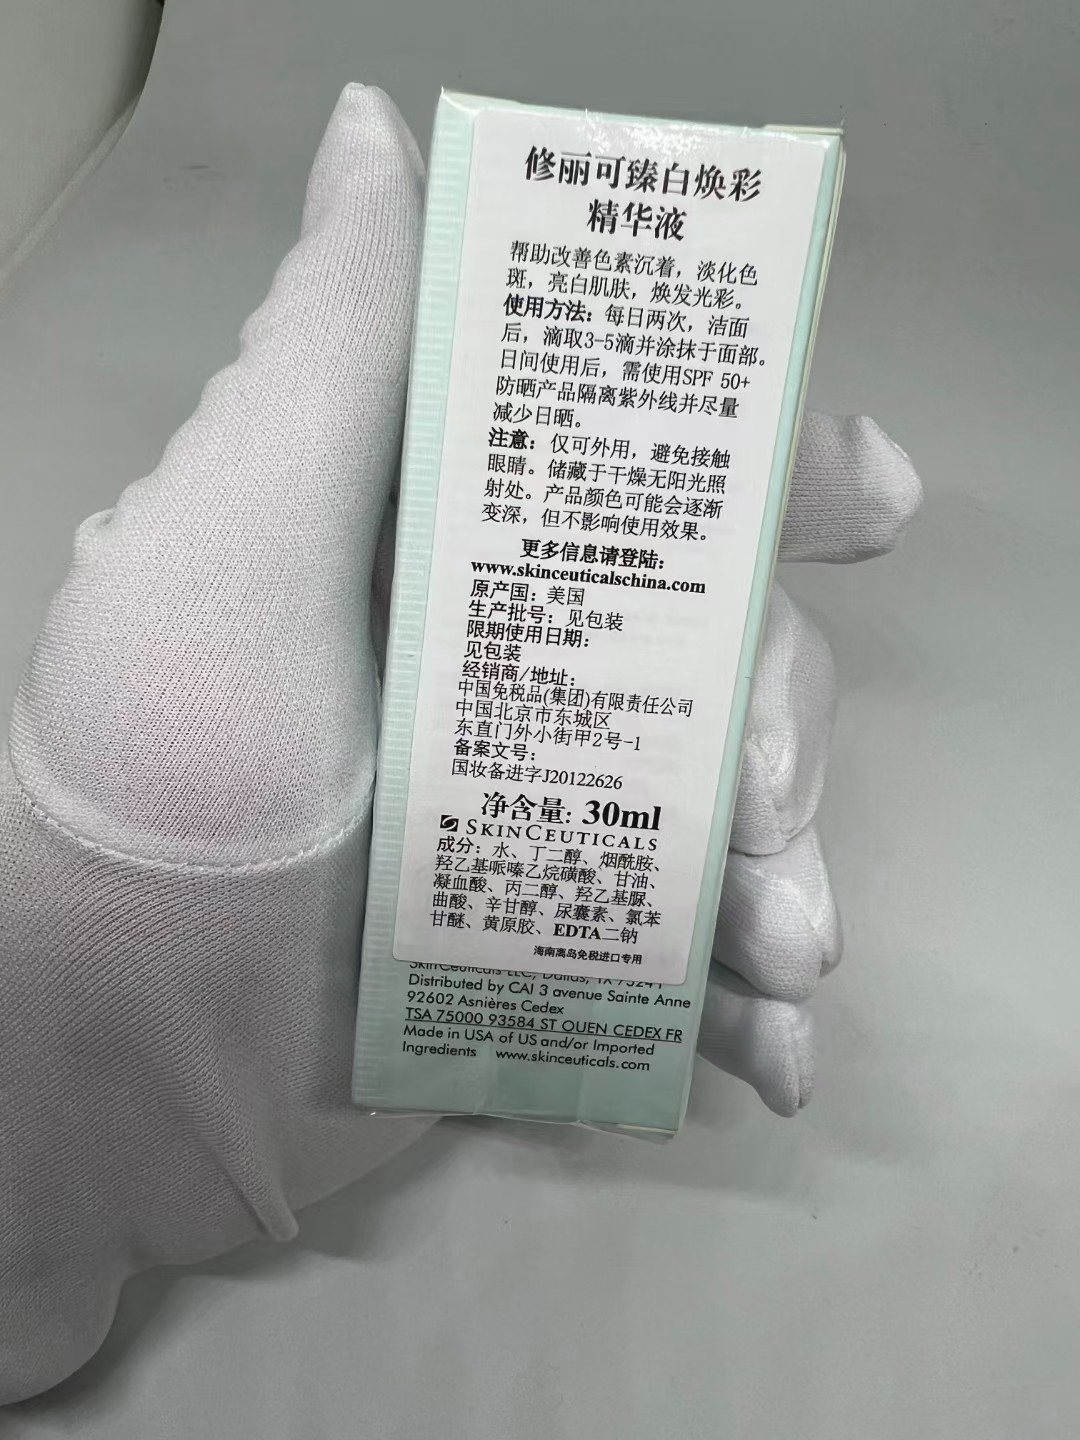 修丽可臻白焕彩
精华液
帮助改善色素沉着，淡化色
斑，亮白肌肤，焕发光彩。
使用方法：每日两次，洁面
后，滴取3-5滴并涂抹于面部。
日间使用后，需使用SPF 50+
防晒产品隔离紫外线并尽量
减少日晒。
注意：仅可外用，避免接触
眼睛。储藏于干燥无阳光照
射处。产品颜色可能会逐渐
变深，但不影响使用效果。
更多信息请登陆：
www.skinceuticalschina.com
原产国：美国
生产批号：见包装
限期使用日期：
见包装
经销商/地址：
中国免税品(集团)有限责任公司
中国北京市东城区
东直门外小街甲2号-1
备案文号：
国妆备进字J20122626
净含量: 30ml
SKINCEUTICALS
成分：水、丁二醇、烟酰胺、
羟乙基哌嗪乙烷磺酸、甘油、
凝血酸、丙二醇、羟乙基脲、
曲酸、辛甘醇、尿囊素、氯苯
甘醚、黄原胶、EDTA二钠
海南离岛免税进口专用
SkinCeuticals LLC, Dallas, TX
Distributed by CAI 3 avenue Sainte Anne
92602 Asnières Cedex
TSA 75000 93584 ST OUEN CEDEX FR
Made in USA of US and/or Imported
Ingredients www.skinceuticals.com